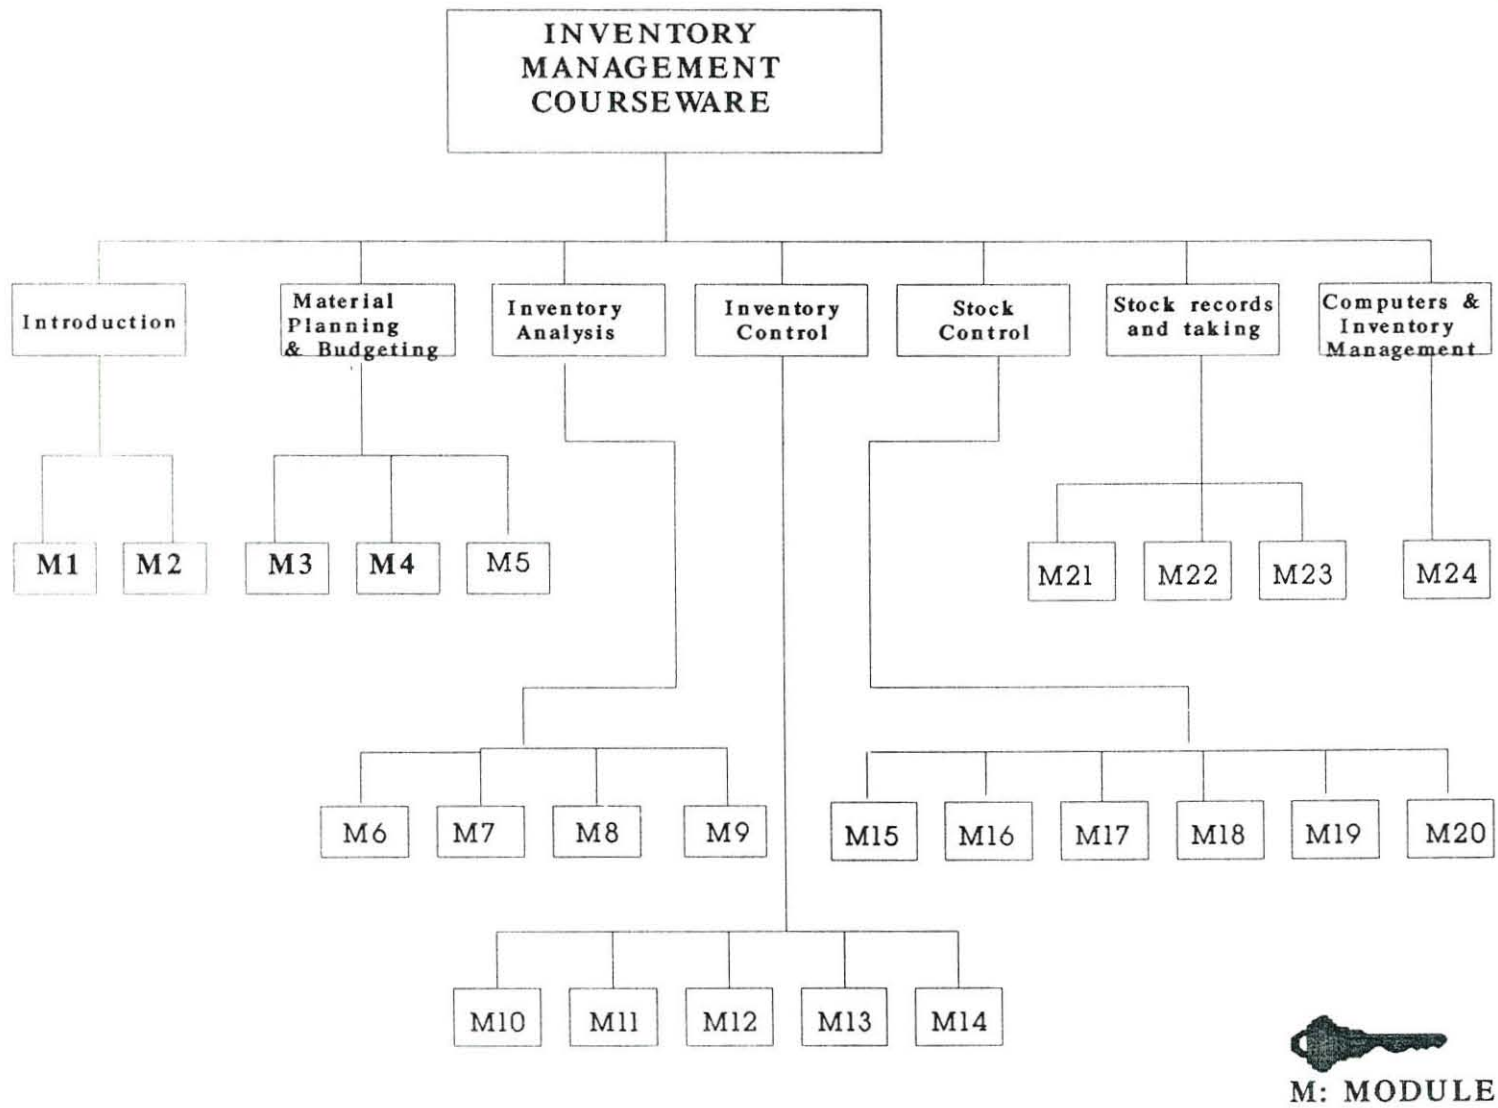 INVENTORY
MANAGEMENT
COURSEWARE
Introduction
Material
Planning
& Budgeting
Inventory
Analysis
Inventory
Control
Stock
Control
Stock records
and taking
Computers &
Inventory
Management
M1
M2
M3
M4
M5
M21
M22
M23
M24
M6
M7
M8
M9
M15
M16
M17
M18
M19
M20
M10
M11
M12
M13
M14
M: MODULE